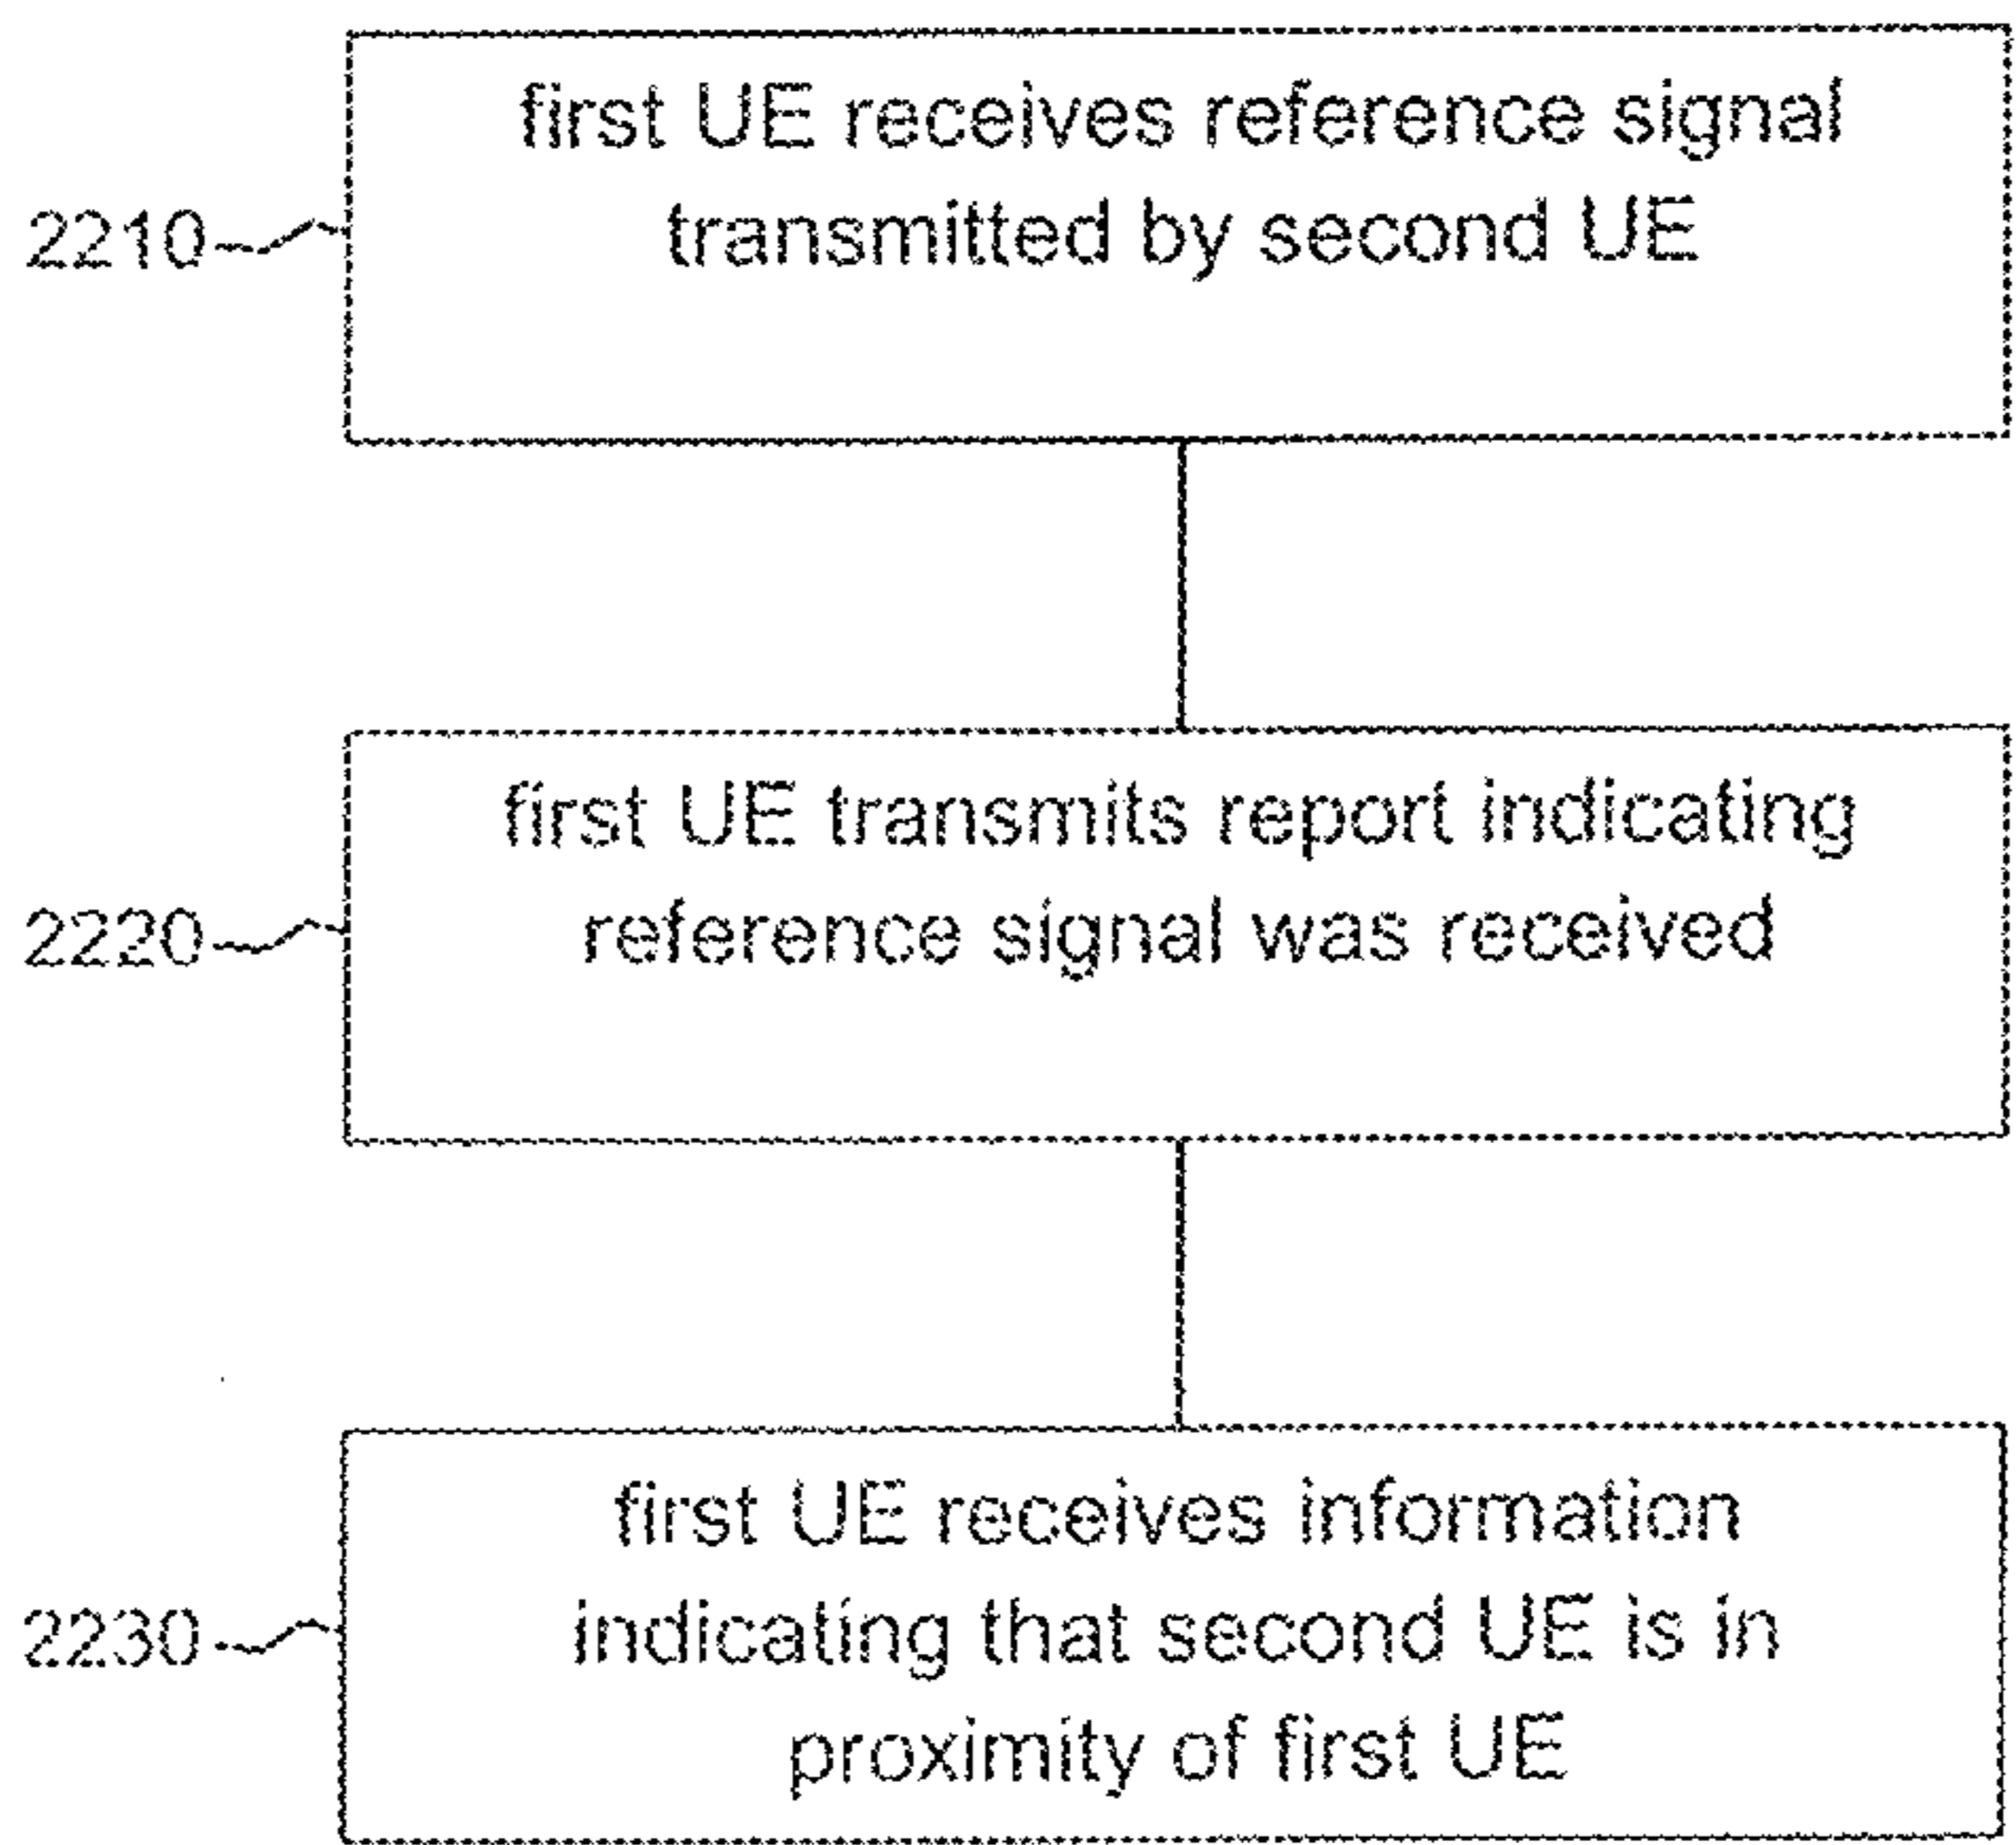 first UE receives reference signal
transmitted by second UE
2210
first UE transmits report indicating
reference signal was received
2220
first UE receives information
indicating that second UE is in
proximity of first UE
2230